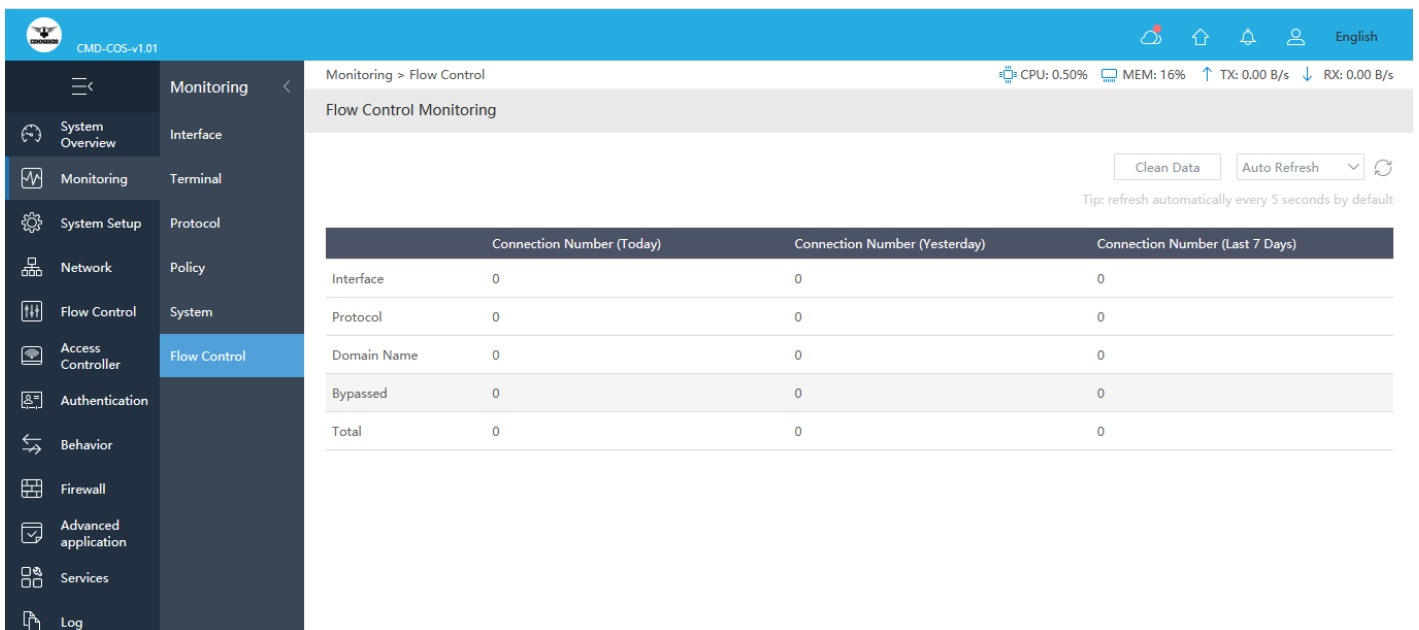 COMMANDO
CMD-COS-v1.01
English
Monitoring
Monitoring > Flow Control
CPU: 0.50%
MEM: 16%
TX: 0.00 B/s
RX: 0.00 B/s
Flow Control Monitoring
System
Overview
Monitoring
System Setup
Network
Flow Control
Access
Controller
Authentication
Behavior
Firewall
Advanced
application
Services
Log
Interface
Terminal
Protocol
Policy
System
Flow Control
Clean Data
Auto Refresh
Tip: refresh automatically every 5 seconds by default
Connection Number (Today) Connection Number (Yesterday) Connection Number (Last 7 Days)
Interface 0 0 0
Protocol 0 0 0
Domain Name 0 0 0
Bypassed 0 0 0
Total 0 0 0